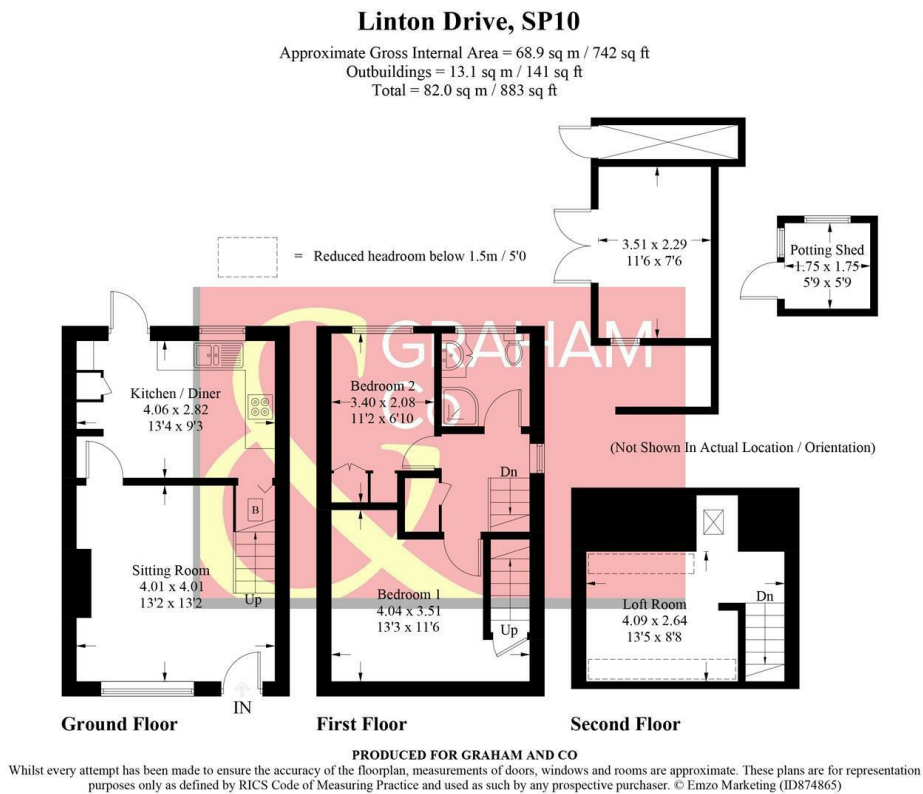 Linton Drive, SP10
Approximate Gross Internal Area = 68.9 sq m / 742 sq ft
Outbuildings = 13.1 sq m / 141 sq ft
Total = 82.0 sq m / 883 sq ft
= Reduced headroom below 1.5m / 5'0
3.51 x 2.29
11'6 x 7'6
Potting Shed
1.75 x 1.75
5'9 x 5'9
(Not Shown In Actual Location / Orientation)
GRAHAM
&
Co
Kitchen / Diner
4.06 x 2.82
13'4 x 9'3
B
Sitting Room
4.01 x 4.01
13'2 x 13'2
Up
IN
Ground Floor
Bedroom 2
3.40 x 2.08
11'2 x 6'10
Dn
Bedroom 1
4.04 x 3.51
13'3 x 11'6
Up
First Floor
Loft Room
4.09 x 2.64
13'5 x 8'8
Dn
Second Floor
PRODUCED FOR GRAHAM AND CO
Whilst every attempt has been made to ensure the accuracy of the floorplan, measurements of doors, windows and rooms are approximate. These plans are for representation
purposes only as defined by RICS Code of Measuring Practice and used as such by any prospective purchaser. © Emzo Marketing (ID874865)